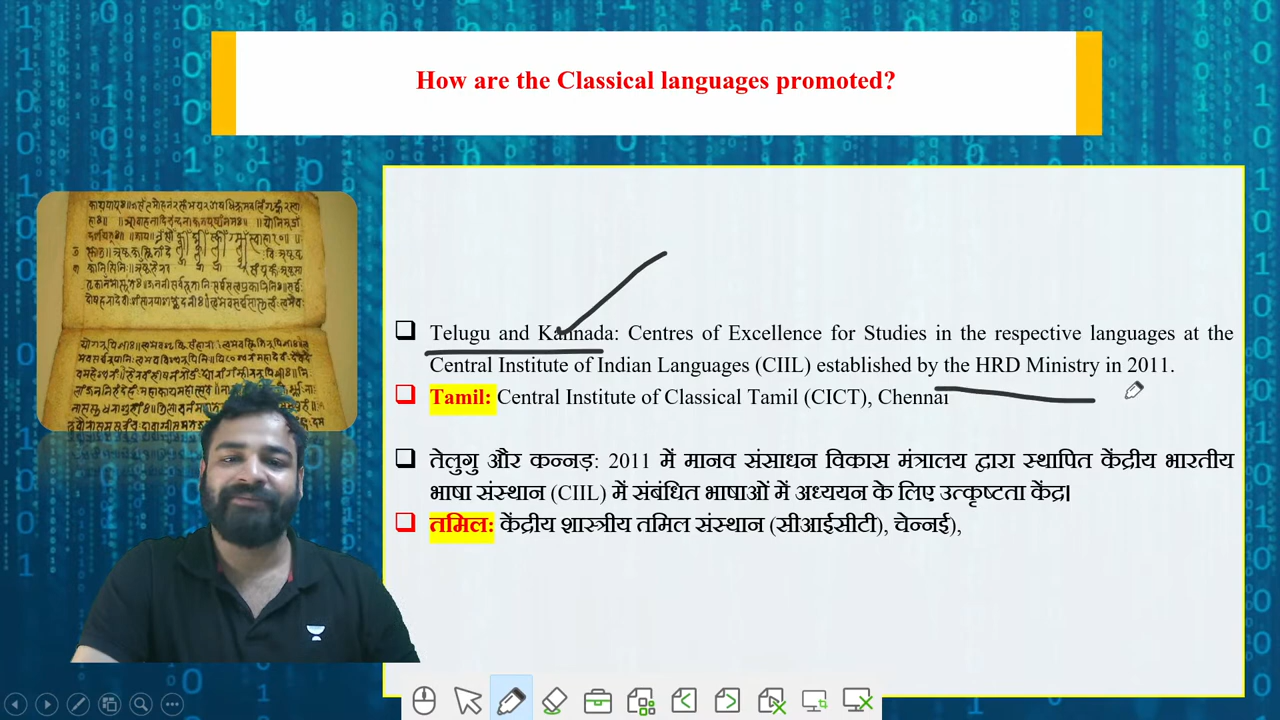 How are the Classical languages promoted?
Telugu and Kannada: Centres of Excellence for Studies in the respective languages at the
Central Institute of Indian Languages (CIIL) established by the HRD Ministry in 2011.
Tamil: Central Institute of Classical Tamil (CICT), Chennai
तेलुगु और कन्नड़: 2011 में मानव संसाधन विकास मंत्रालय द्वारा स्थापित केंद्रीय भारतीय
भाषा संस्थान (CIIL) में संबंधित भाषाओं में अध्ययन के लिए उत्कृष्टता केंद्र।
तमिल: केंद्रीय शास्त्रीय तमिल संस्थान (सीआईसीटी), चेन्नई),